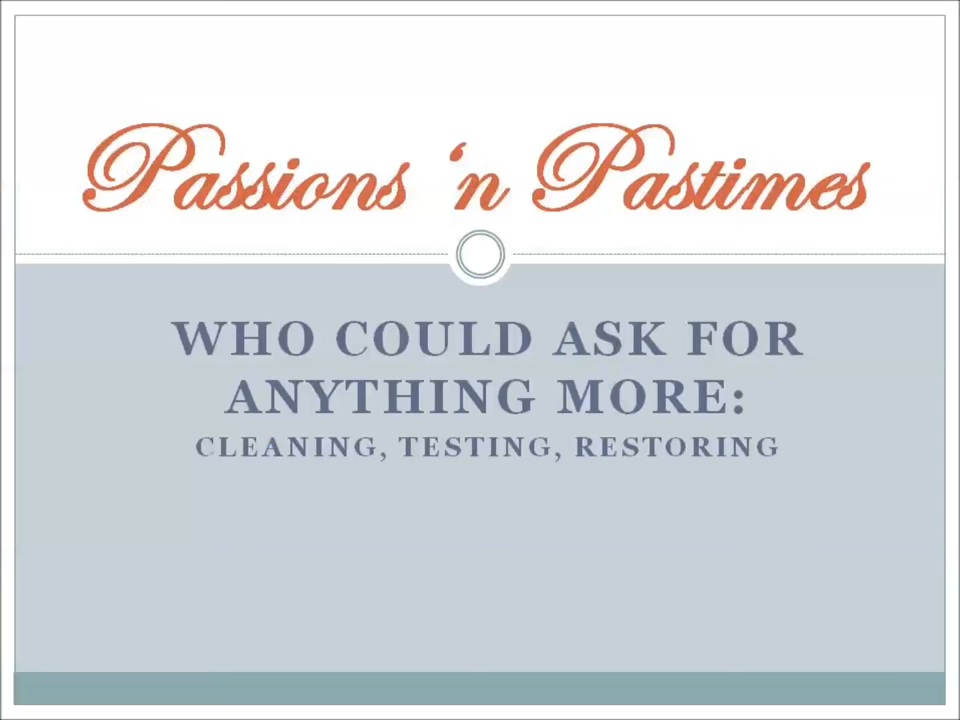 Passions ‘n Pastimes
WHO COULD ASK FOR
ANYTHING MORE:
CLEANING, TESTING, RESTORING